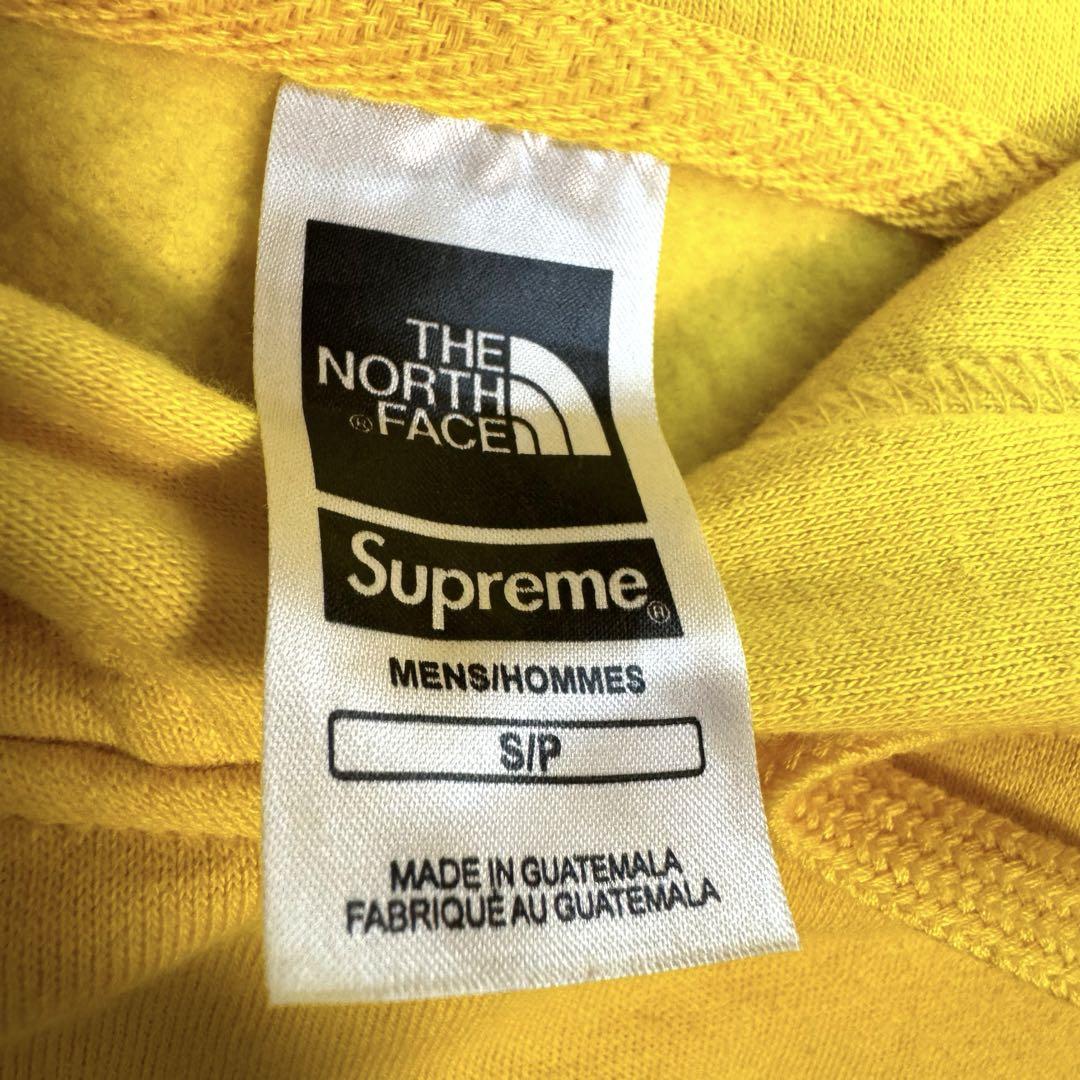 THE
NORTH
®FACE
Supreme®
MENS/HOMMES
S/P
MADE IN GUATEMALA
FABRIQUÉ AU GUATEMALA